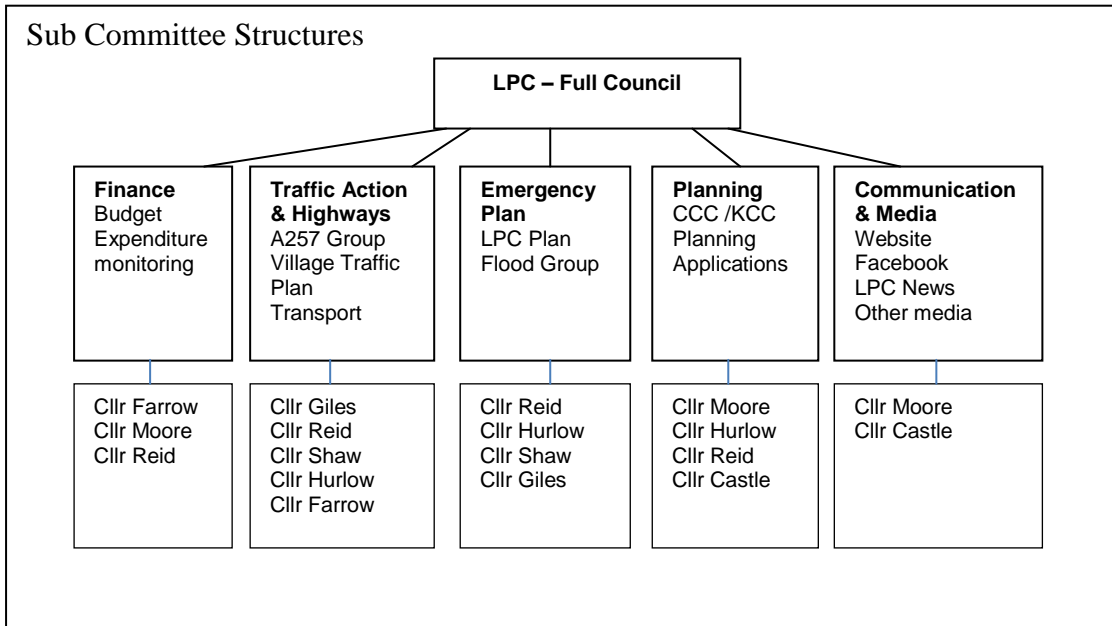 Sub Committee Structures
LPC – Full Council
Finance
Budget
Expenditure
monitoring
Traffic Action
& Highways
A257 Group
Village Traffic
Plan
Transport
Emergency
Plan
LPC Plan
Flood Group
Planning
CCC /KCC
Planning
Applications
Communication
& Media
Website
Facebook
LPC News
Other media
Cllr Farrow
Cllr Moore
Cllr Reid
Cllr Giles
Cllr Reid
Cllr Shaw
Cllr Hurlow
Cllr Farrow
Cllr Reid
Cllr Hurlow
Cllr Shaw
Cllr Giles
Cllr Moore
Cllr Hurlow
Cllr Reid
Cllr Castle
Cllr Moore
Cllr Castle